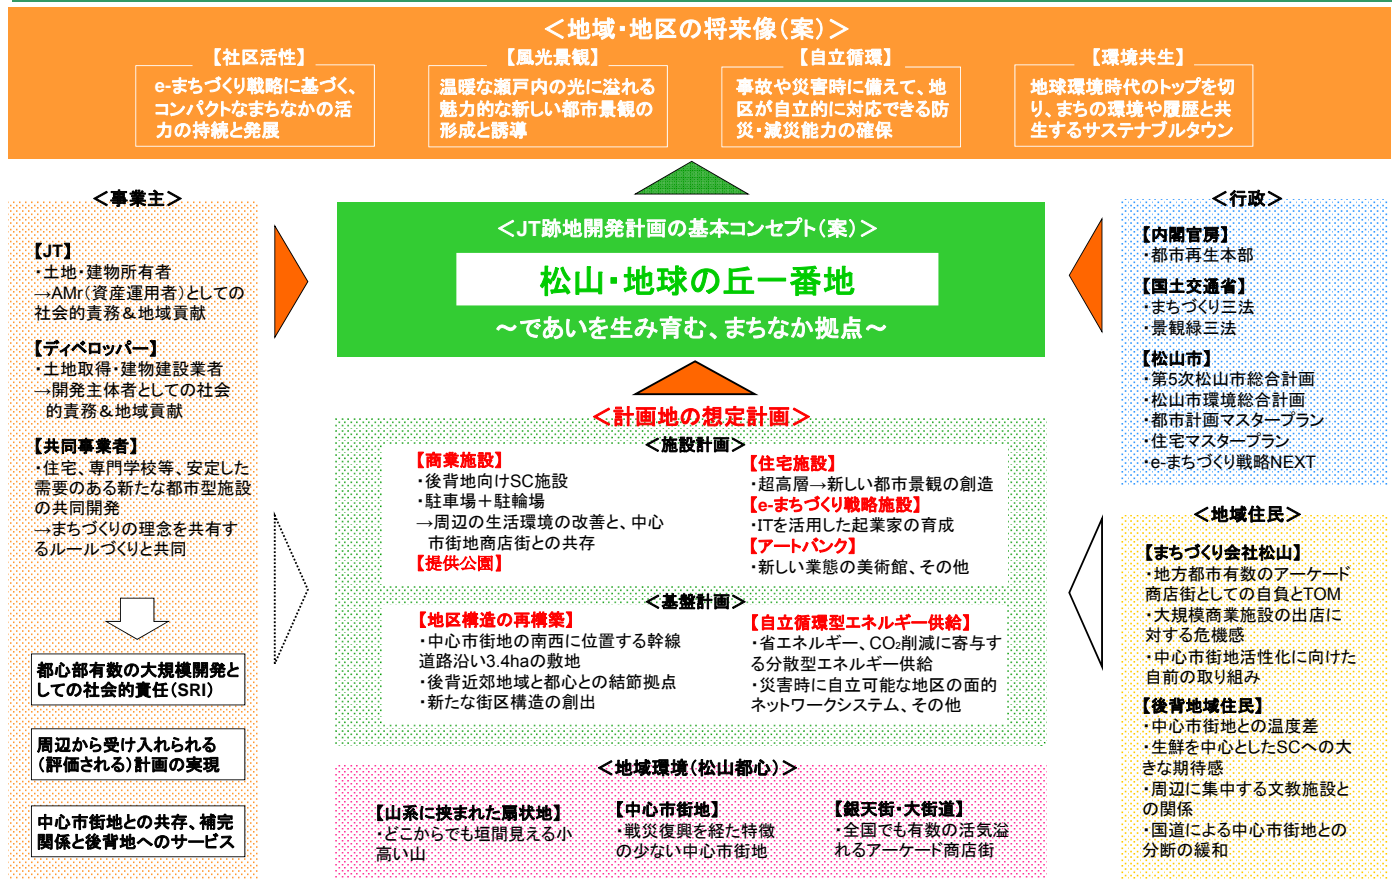 ＜地域・地区の将来像（案）＞
【社区活性】
e-まちづくり戦略に基づく、
コンパクトなまちなかの活
力の持続と発展
【風光景観】
温暖な瀬戸内の光に溢れる
魅力的な新しい都市景観の
形成と誘導
【自立循環】
事故や災害時に備えて、地
区が自立的に対応できる防
災・減災能力の確保
【環境共生】
地球環境時代のトップを切
り、まちの環境や履歴と共
生するサステナブルタウン
＜事業主＞
【JT】
・土地・建物所有者
→AMr（資産運用者）としての
社会的責務＆地域貢献
【ディベロッパー】
・土地取得・建物建設業者
→開発主体者としての社会
的責務＆地域貢献
【共同事業者】
・住宅、専門学校等、安定した
需要のある新たな都市型施設
の共同開発
→まちづくりの理念を共有す
るルールづくりと共同
都心部有数の大規模開発と
しての社会的責任（SRI）
周辺から受け入れられる
（評価される）計画の実現
中心市街地との共存、補完
関係と後背地へのサービス
＜JT跡地開発計画の基本コンセプト（案）＞
松山・地球の丘一番地
～であいを生み育む、まちなか拠点～
＜計画地の想定計画＞
＜施設計画＞
【商業施設】
・後背地向けSC施設
・駐車場＋駐輪場
→周辺の生活環境の改善と、中心
市街地商店街との共存
【提供公園】
【住宅施設】
・超高層→新しい都市景観の創造
【e-まちづくり戦略施設】
・ITを活用した起業家の育成
【アートバンク】
・新しい業態の美術館、その他
＜基盤計画＞
【地区構造の再構築】
・中心市街地の南西に位置する幹線
道路沿い3.4haの敷地
・後背近郊地域と都心との結節拠点
・新たな街区構造の創出
【自立循環型エネルギー供給】
・省エネルギー、CO₂削減に寄与す
る分散型エネルギー供給
・災害時に自立可能な地区の面的
ネットワークシステム、その他
＜地域環境（松山都心）＞
【山系に挟まれた扇状地】
・どこからでも垣間見える小
高い山
【中心市街地】
・戦災復興を経た特徴
の少ない中心市街地
【銀天街・大街道】
・全国でも有数の活気溢
れるアーケード商店街
＜行政＞
【内閣官房】
・都市再生本部
【国土交通省】
・まちづくり三法
・景観緑三法
【松山市】
・第5次松山市総合計画
・松山市環境総合計画
・都市計画マスタープラン
・住宅マスタープラン
・e-まちづくり戦略NEXT
＜地域住民＞
【まちづくり会社松山】
・地方都市有数のアーケード
商店街としての自負とTOM
・大規模商業施設の出店に
対する危機感
・中心市街地活性化に向けた
自前の取り組み
【後背地域住民】
・中心市街地との温度差
・生鮮を中心としたSCへの大
きな期待感
・周辺に集中する文教施設と
の関係
・国道による中心市街地との
分断の緩和